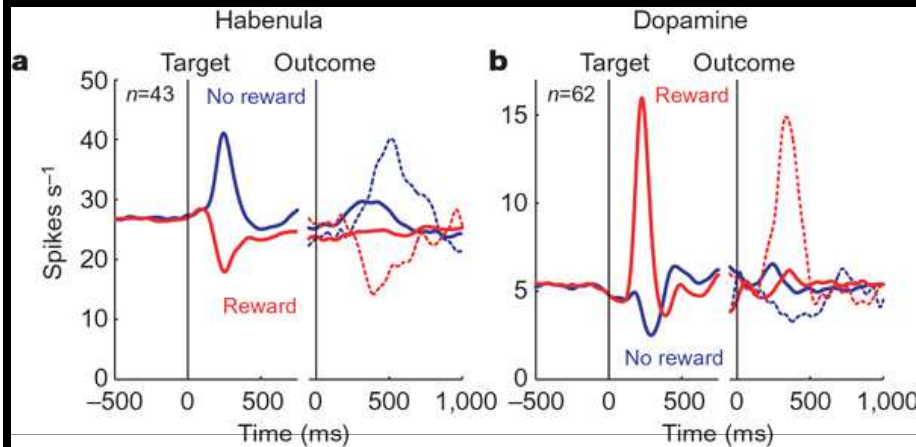 Habenula
Dopamine
a
Target
Outcome
b
Target
Outcome
50
40
30
20
10
0
Spikes s⁻¹
n=43
No reward
Reward
–500
0
500
0
500
1,000
Time (ms)
15
10
5
0
n=62
Reward
No reward
–500
0
500
0
500
1,000
Time (ms)